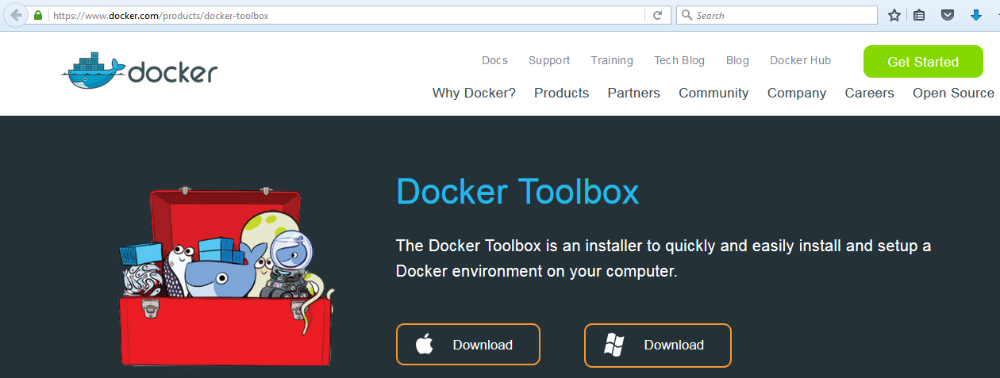 https://www.docker.com/products/docker-toolbox
Search
docker
Docs Support Training Tech Blog Blog Docker Hub
Get Started
Why Docker? Products Partners Community Company Careers Open Source
Docker Toolbox
The Docker Toolbox is an installer to quickly and easily install and setup a
Docker environment on your computer.
Download Download